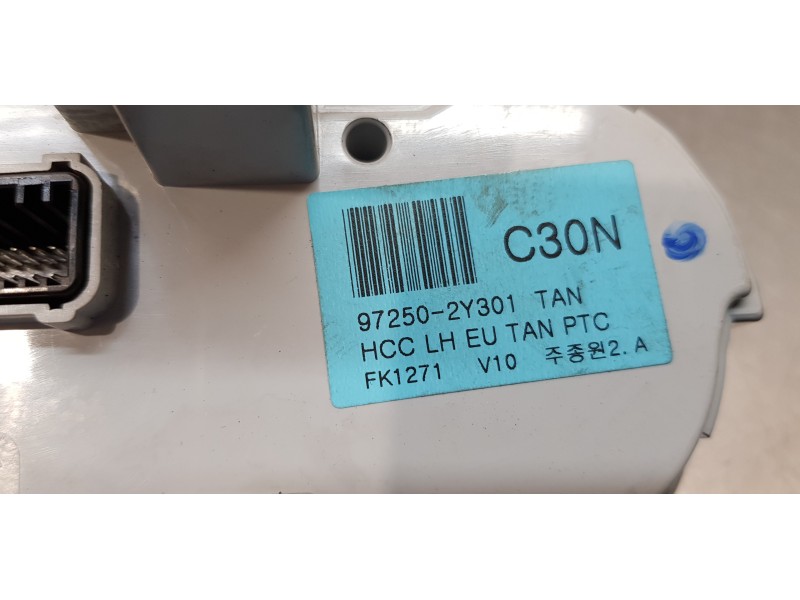 C30N
97250-2Y301 TAN
HCC LH EU TAN PTC
FK1271 V10 주종원2. A